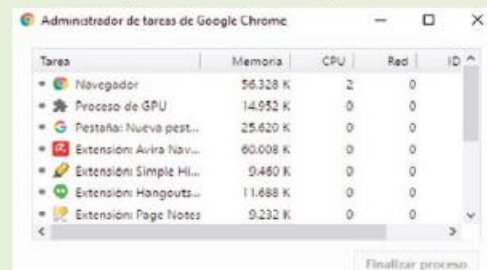 Administrador de tareas de Google Chrome
Tarea Memoria CPU Red ID
Navegador 56.328 K 2 0
Proceso de GPU 14.952 K 0 0
Pestaña: Nueva pest... 25.620 K 0 0
Extensión: Avira Nav... 60.008 K 0 0
Extensión: Simple Hi... 9.460 K 0 0
Extensión: Hangouts... 11.688 K 0 0
Extensión: Page Notes 9.232 K 0 0
Finalizar proceso